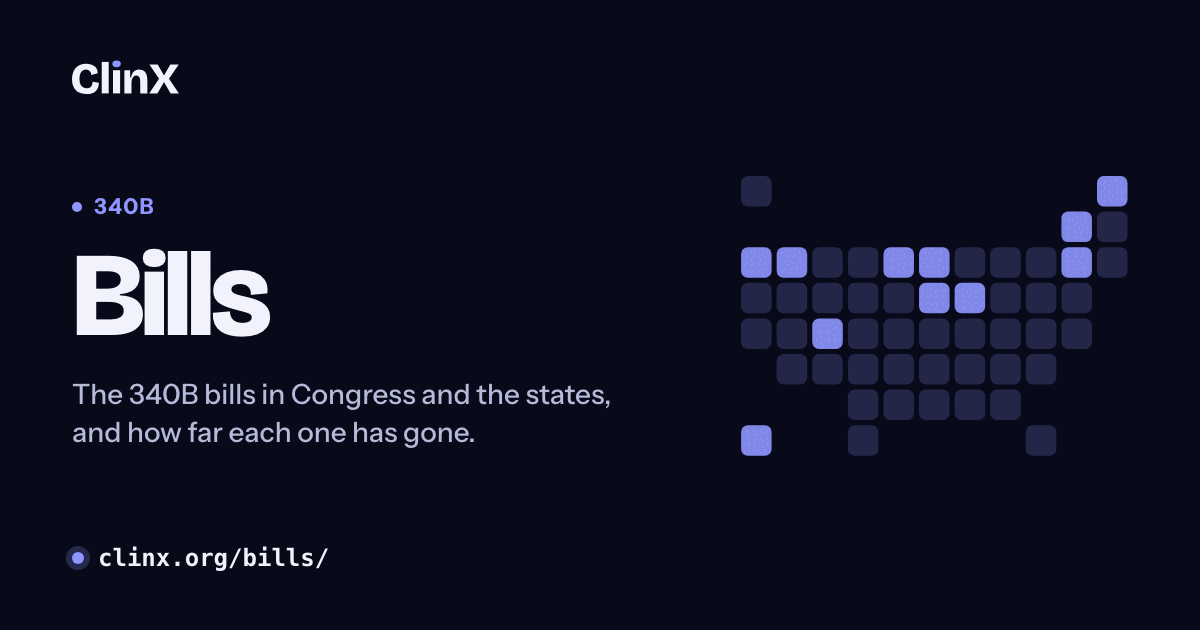 ClinX
340B
Bills
The 340B bills in Congress and the states,
and how far each one has gone.
clinx.org/bills/